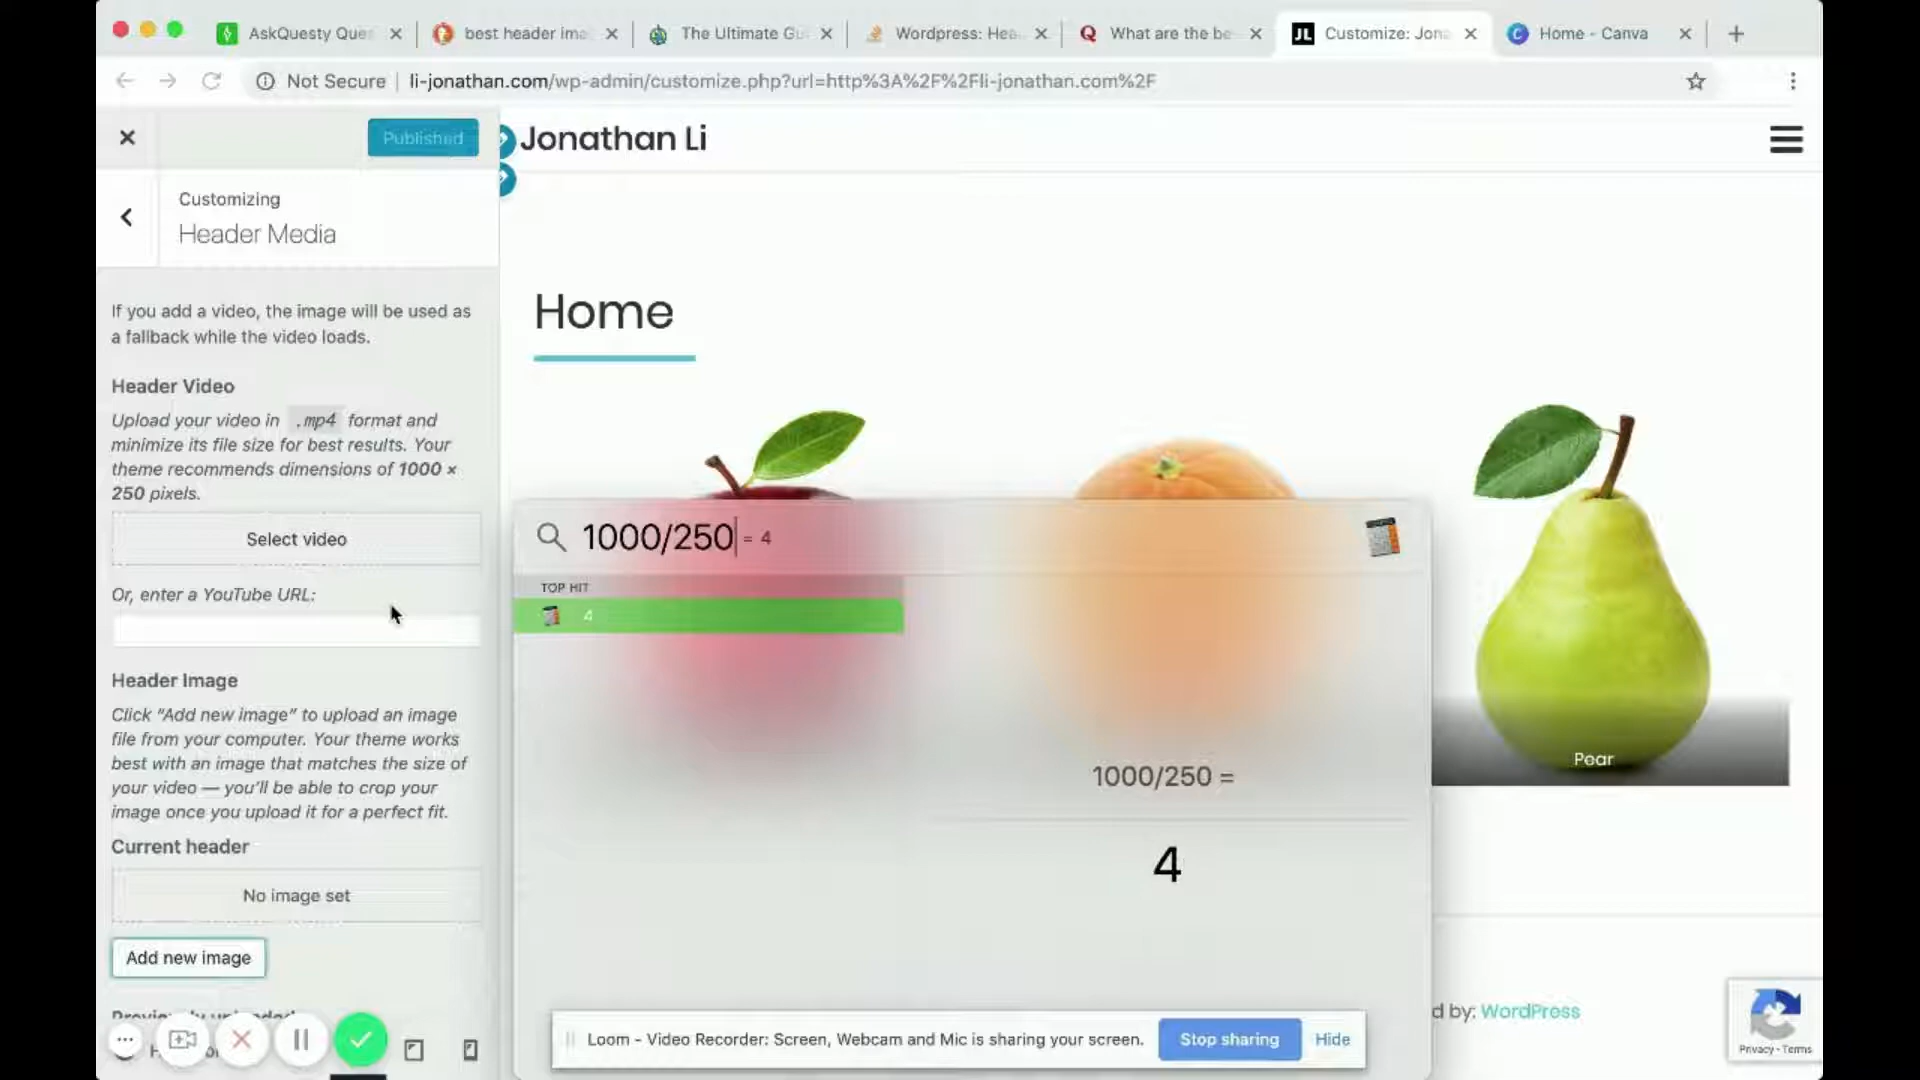 AskQuesty Ques
best header ima
The Ultimate Gu
Wordpress: Hea
What are the be
JL Customize: Jona
Home - Canva
Not Secure li-jonathan.com/wp-admin/customize.php?url=http%3A%2F%2Fli-jonathan.com%2F
Published
Jonathan Li
Customizing
Header Media
Home
If you add a video, the image will be used as
a fallback while the video loads.
Header Video
Upload your video in .mp4 format and
minimize its file size for best results. Your
theme recommends dimensions of 1000 ×
250 pixels.
Select video
Or, enter a YouTube URL:
Header Image
Click “Add new image” to upload an image
file from your computer. Your theme works
best with an image that matches the size of
your video — you’ll be able to crop your
image once you upload it for a perfect fit.
Current header
No image set
Add new image
1000/250 = 4
TOP HIT
4
1000/250 =
4
Pear
d by: WordPress
Privacy - Terms
Loom - Video Recorder: Screen, Webcam and Mic is sharing your screen.
Stop sharing
Hide